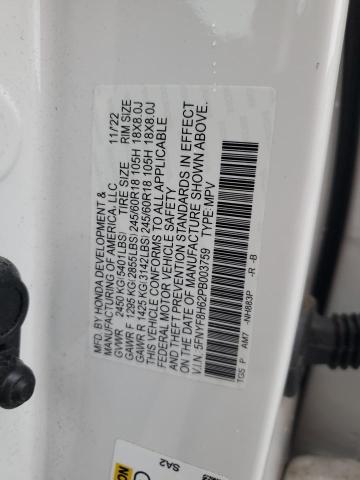 MFD. BY HONDA DEVELOPMENT & 11/22
MANUFACTURING OF AMERICA, LLC
GVWR 2450 KG(5401LBS) TIRE SIZE RIM SIZE
GAWR F 1295 KG(2855LBS) 245/60R18 105H 18X8.0J
GAWR R 1425 KG(3142LBS) 245/60R18 105H 18X8.0J
THIS VEHICLE CONFORMS TO ALL APPLICABLE
FEDERAL MOTOR VEHICLE SAFETY
AND THEFT PREVENTION STANDARDS IN EFFECT
ON THE DATE OF MANUFACTURE SHOWN ABOVE.
V.I.N. 5FNYF8H62PB003759 TYPE:MPV
TG5 P AM7 -NH883P -R -B
SA2